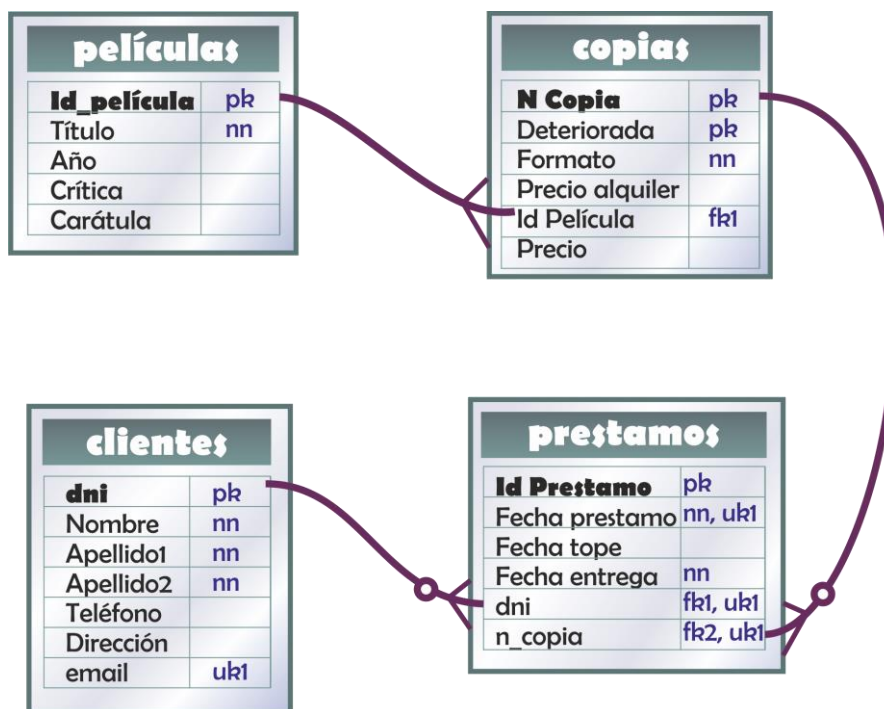 películas
Id_película pk
Título nn
Año
Crítica
Carátula
copias
N Copia pk
Deteriorada pk
Formato nn
Precio alquiler
Id Película fk1
Precio
clientes
dni pk
Nombre nn
Apellido1 nn
Apellido2 nn
Teléfono
Dirección
email uk1
prestamos
Id Prestamo pk
Fecha prestamo nn, uk1
Fecha tope
Fecha entrega nn
dni fk1, uk1
n_copia fk2, uk1